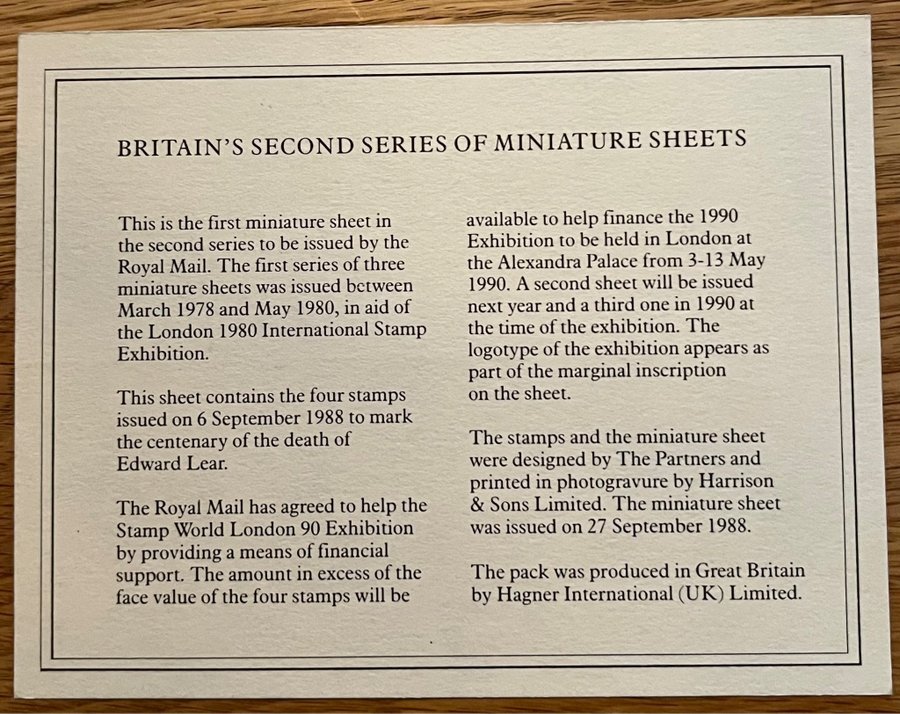 BRITAIN'S SECOND SERIES OF MINIATURE SHEETS
This is the first miniature sheet in
the second series to be issued by the
Royal Mail. The first series of three
miniature sheets was issued between
March 1978 and May 1980, in aid of
the London 1980 International Stamp
Exhibition.
This sheet contains the four stamps
issued on 6 September 1988 to mark
the centenary of the death of
Edward Lear.
The Royal Mail has agreed to help the
Stamp World London 90 Exhibition
by providing a means of financial
support. The amount in excess of the
face value of the four stamps will be
available to help finance the 1990
Exhibition to be held in London at
the Alexandra Palace from 3-13 May
1990. A second sheet will be issued
next year and a third one in 1990 at
the time of the exhibition. The
logotype of the exhibition appears as
part of the marginal inscription
on the sheet.
The stamps and the miniature sheet
were designed by The Partners and
printed in photogravure by Harrison
& Sons Limited. The miniature sheet
was issued on 27 September 1988.
The pack was produced in Great Britain
by Hagner International (UK) Limited.